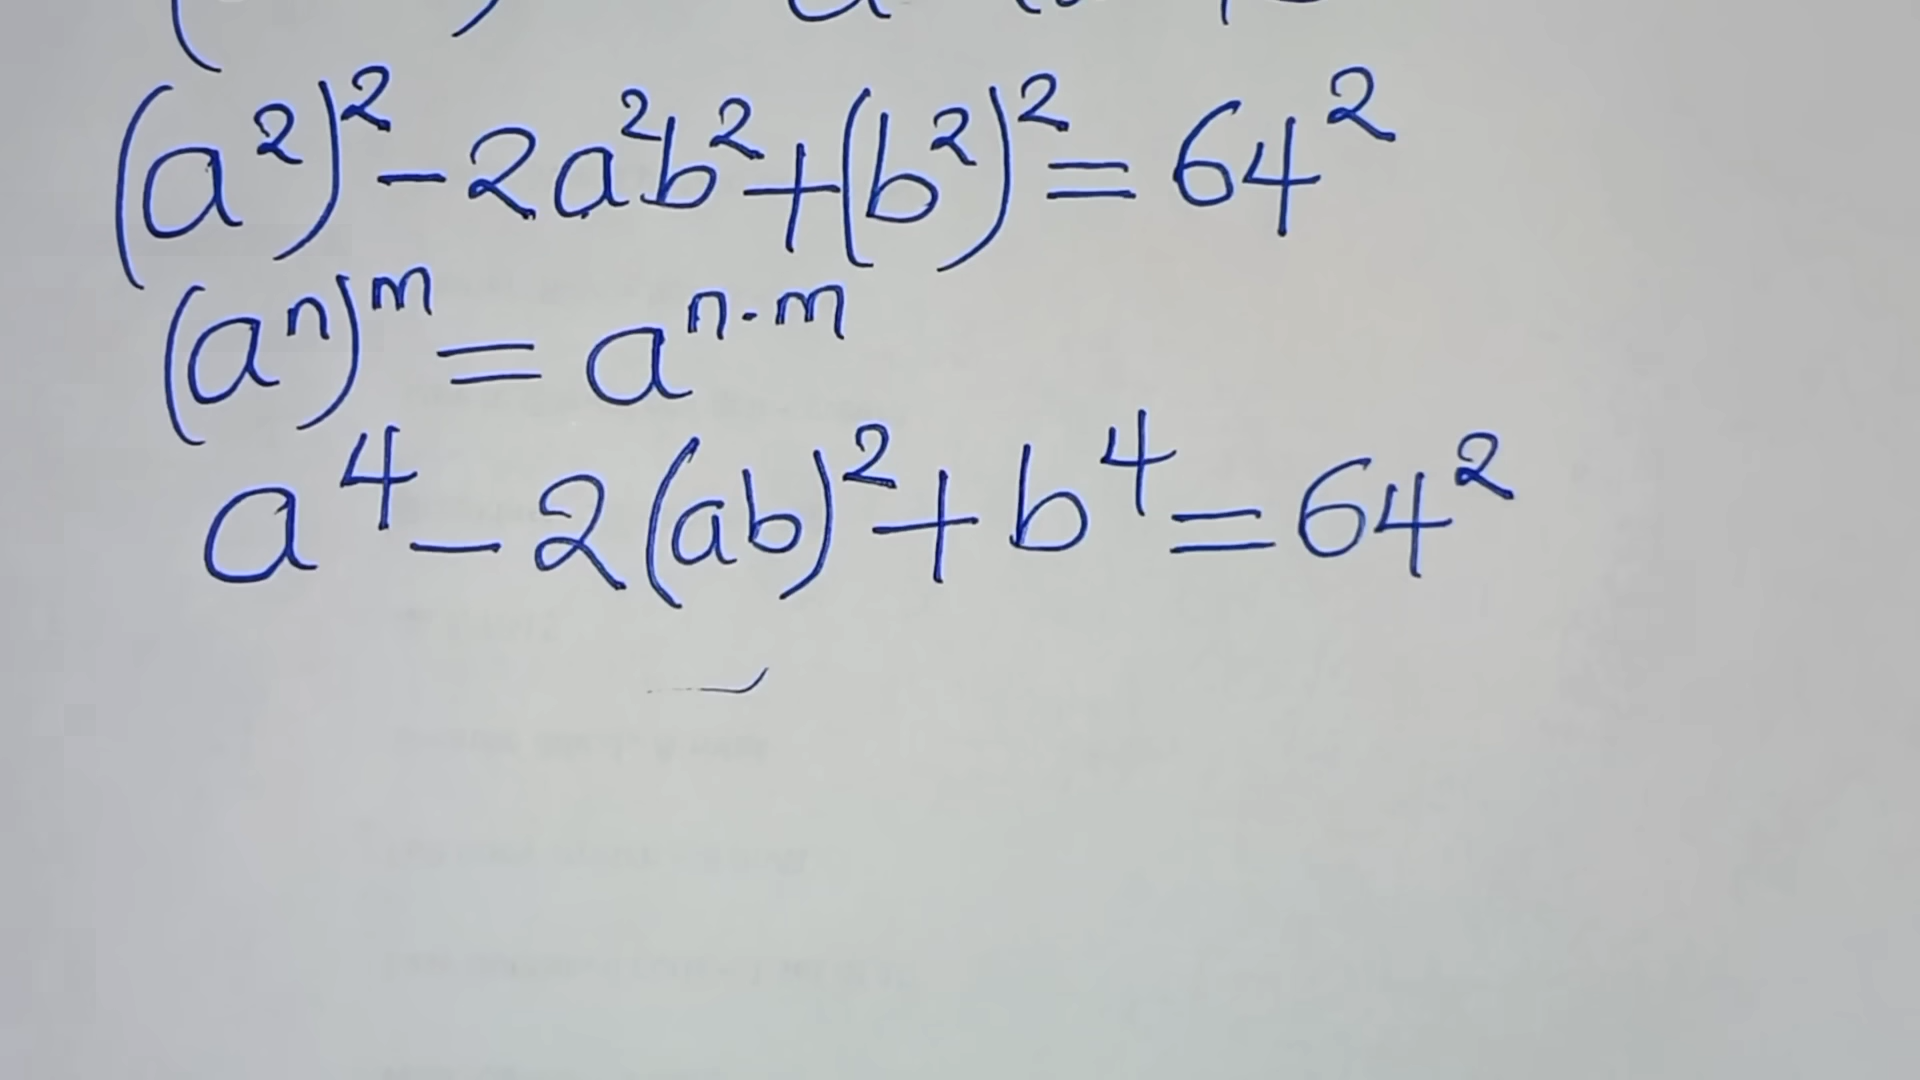 (a²)² - 2a²b² + (b²)² = 64²
(aⁿ)ᵐ = aⁿ·ᵐ
a⁴ - 2(ab)² + b⁴ = 64²